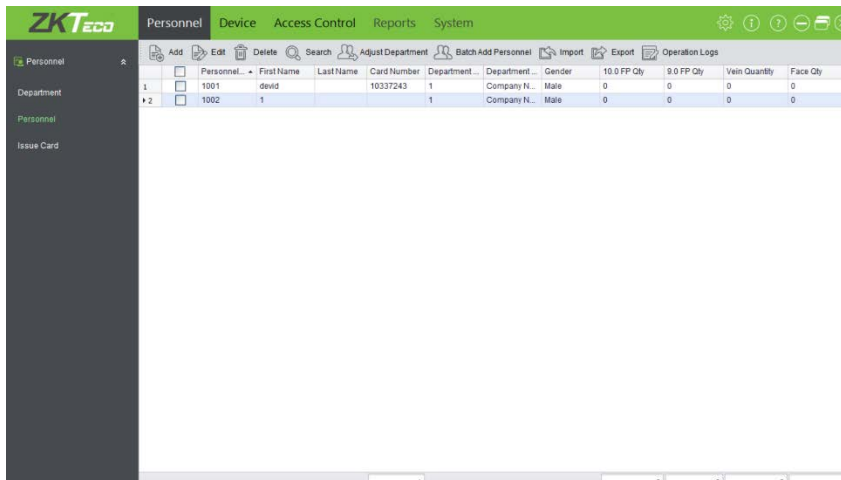 ZKTeco
Personnel Device Access Control Reports System
Add Edit Delete Search Adjust Department Batch Add Personnel Import Export Operation Logs
Personnel
Department
Personnel
Issue Card
Personnel... First Name Last Name Card Number Department ... Department ... Gender 10.0 FP Qty 9.0 FP Qty Vein Quantity Face Qty
1 1001 devid 10337243 1 Company N... Male 0 0 0 0
2 1002 1 1 Company N... Male 0 0 0 0